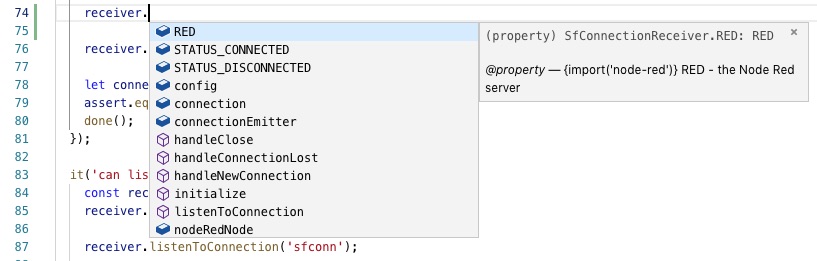 74 receiver.
75
76 receiver.
77
78 let conne
79 assert.eq
80 done();
81 });
82
83 it('can lis
84 const rec
85 receiver.
86
87 receiver.listenToConnection('sfconn');
RED
STATUS_CONNECTED
STATUS_DISCONNECTED
config
connection
connectionEmitter
handleClose
handleConnectionLost
handleNewConnection
initialize
listenToConnection
nodeRedNode
(property) SfConnectionReceiver.RED: RED ×
@property — {import('node-red')} RED - the Node Red
server